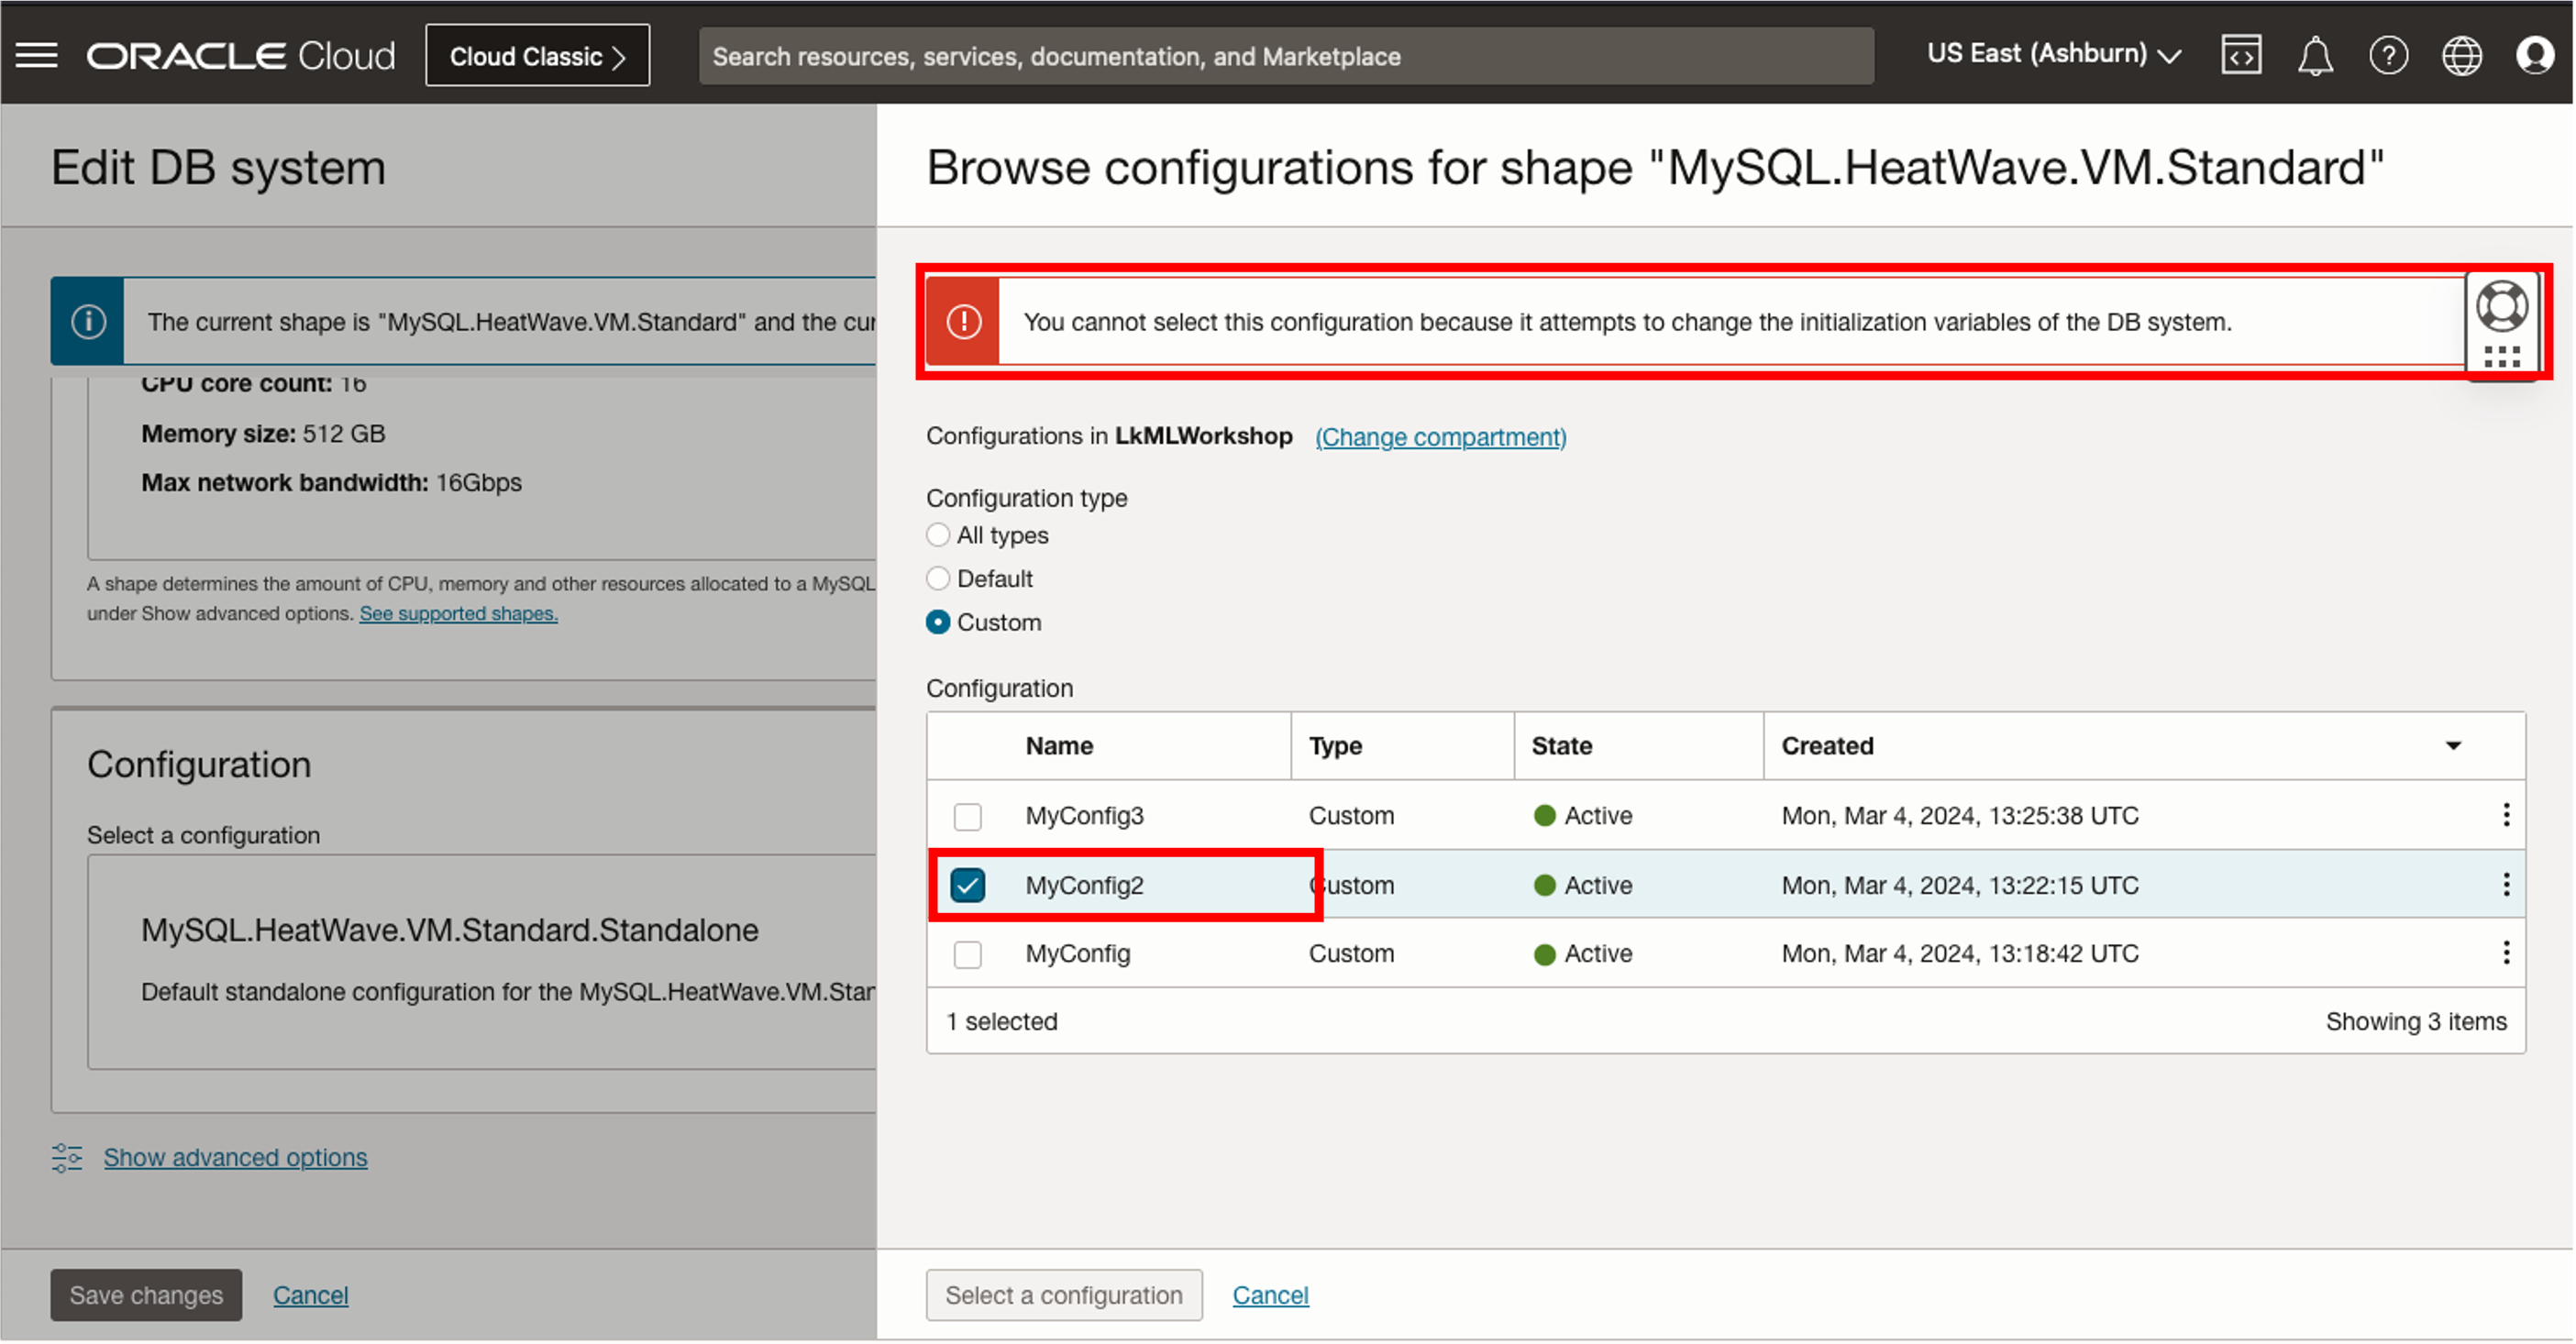 ORACLE Cloud
Cloud Classic >
Search resources, services, documentation, and Marketplace
US East (Ashburn)
Edit DB system
The current shape is "MySQL.HeatWave.VM.Standard" and the cur
CPU core count: 16
Memory size: 512 GB
Max network bandwidth: 16Gbps
A shape determines the amount of CPU, memory and other resources allocated to a MySQL
under Show advanced options. See supported shapes.
Configuration
Select a configuration
MySQL.HeatWave.VM.Standard.Standalone
Default standalone configuration for the MySQL.HeatWave.VM.Stan
Show advanced options
Save changes Cancel
Browse configurations for shape "MySQL.HeatWave.VM.Standard"
You cannot select this configuration because it attempts to change the initialization variables of the DB system.
Configurations in LkMLWorkshop (Change compartment)
Configuration type
All types
Default
Custom
Configuration
Name Type State Created
MyConfig3 Custom Active Mon, Mar 4, 2024, 13:25:38 UTC
MyConfig2 Custom Active Mon, Mar 4, 2024, 13:22:15 UTC
MyConfig Custom Active Mon, Mar 4, 2024, 13:18:42 UTC
1 selected Showing 3 items
Select a configuration Cancel